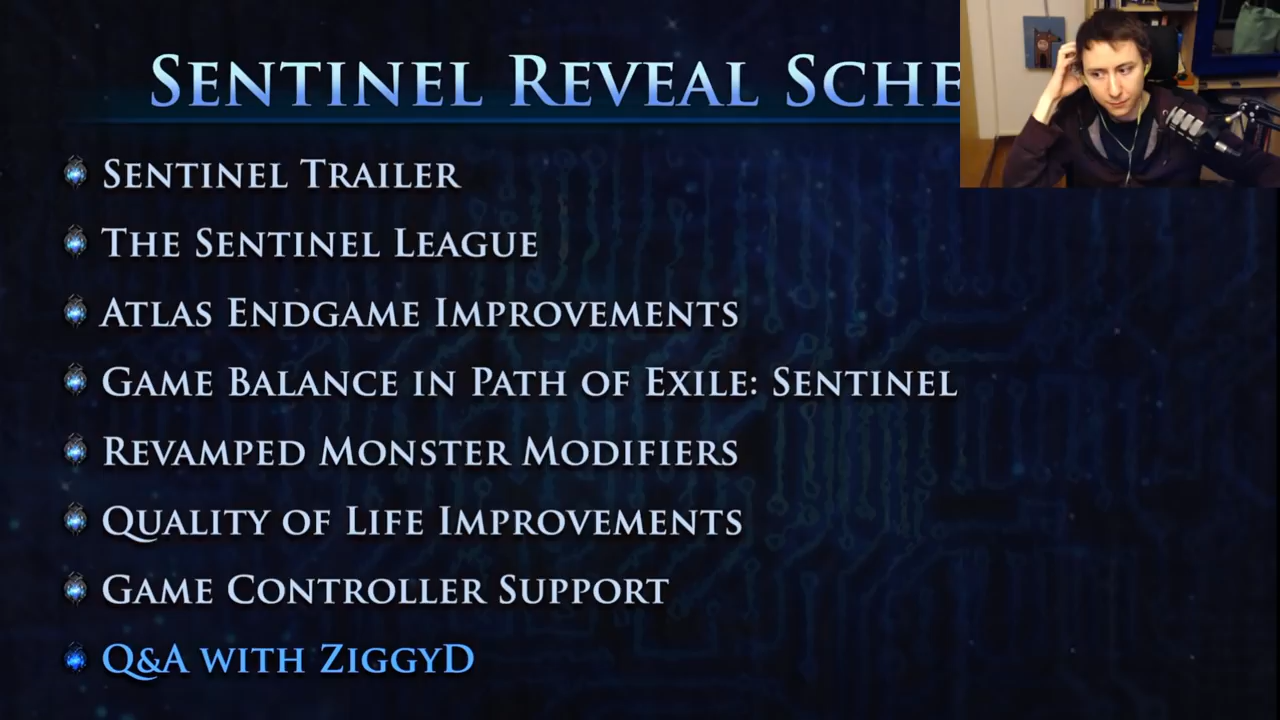 SENTINEL REVEAL SCHE
SENTINEL TRAILER
THE SENTINEL LEAGUE
ATLAS ENDGAME IMPROVEMENTS
GAME BALANCE IN PATH OF EXILE: SENTINEL
REVAMPED MONSTER MODIFIERS
QUALITY OF LIFE IMPROVEMENTS
GAME CONTROLLER SUPPORT
Q&A WITH ZIGGYD